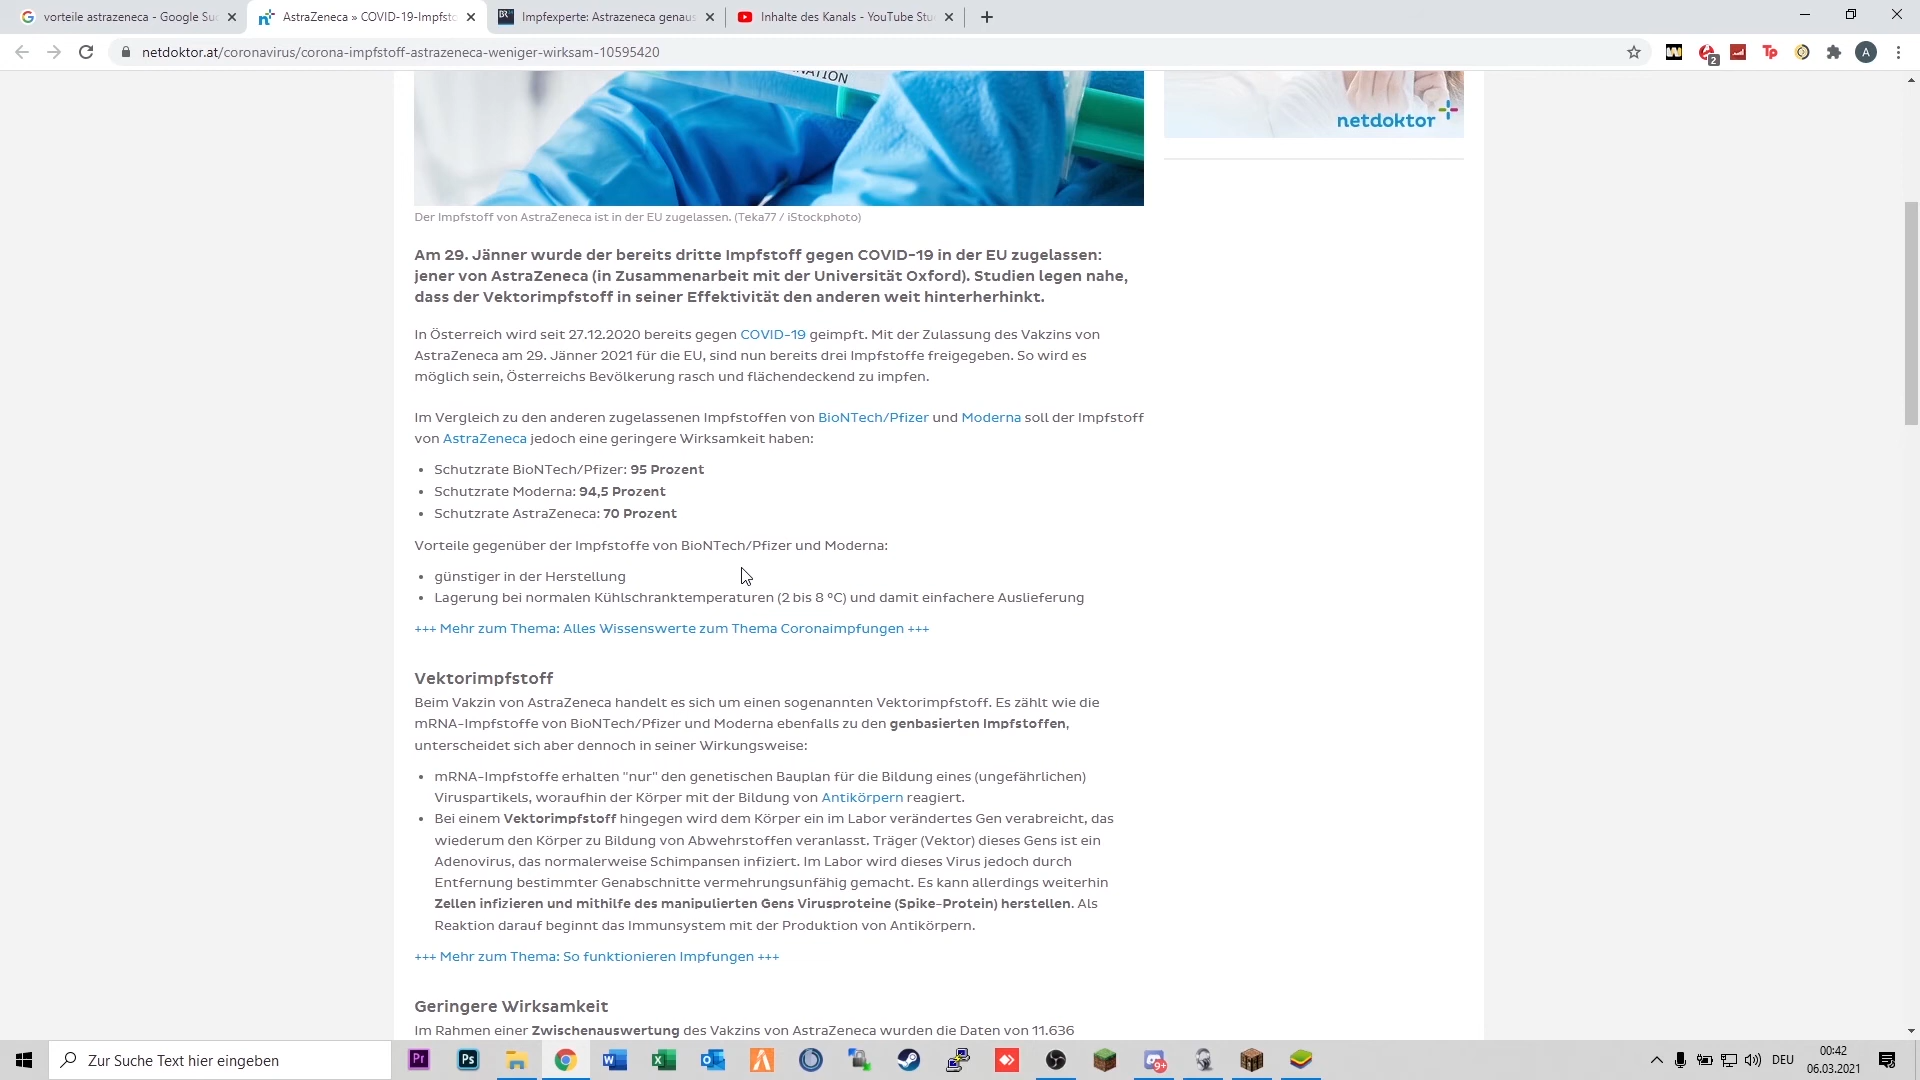 vorteile astrazeneca - Google Suc
AstraZeneca » COVID-19-Impfsto
BR
Impfexperte: Astrazeneca genaus
Inhalte des Kanals - YouTube Stu
netdoktor.at/coronavirus/corona-impfstoff-astrazeneca-weniger-wirksam-10595420
2
Tp
A
NATION
netdoktor
Der Impfstoff von AstraZeneca ist in der EU zugelassen. (Teka77 / iStockphoto)
Am 29. Jänner wurde der bereits dritte Impfstoff gegen COVID-19 in der EU zugelassen:
jener von AstraZeneca (in Zusammenarbeit mit der Universität Oxford). Studien legen nahe,
dass der Vektorimpfstoff in seiner Effektivität den anderen weit hinterherhinkt.
In Österreich wird seit 27.12.2020 bereits gegen COVID-19 geimpft. Mit der Zulassung des Vakzins von
AstraZeneca am 29. Jänner 2021 für die EU, sind nun bereits drei Impfstoffe freigegeben. So wird es
möglich sein, Österreichs Bevölkerung rasch und flächendeckend zu impfen.
Im Vergleich zu den anderen zugelassenen Impfstoffen von BioNTech/Pfizer und Moderna soll der Impfstoff
von AstraZeneca jedoch eine geringere Wirksamkeit haben:
• Schutzrate BioNTech/Pfizer: 95 Prozent
• Schutzrate Moderna: 94,5 Prozent
• Schutzrate AstraZeneca: 70 Prozent
Vorteile gegenüber der Impfstoffe von BioNTech/Pfizer und Moderna:
• günstiger in der Herstellung
• Lagerung bei normalen Kühlschranktemperaturen (2 bis 8 °C) und damit einfachere Auslieferung
+++ Mehr zum Thema: Alles Wissenswerte zum Thema Coronaimpfungen +++
Vektorimpfstoff
Beim Vakzin von AstraZeneca handelt es sich um einen sogenannten Vektorimpfstoff. Es zählt wie die
mRNA-Impfstoffe von BioNTech/Pfizer und Moderna ebenfalls zu den genbasierten Impfstoffen,
unterscheidet sich aber dennoch in seiner Wirkungsweise:
• mRNA-Impfstoffe erhalten "nur" den genetischen Bauplan für die Bildung eines (ungefährlichen)
Viruspartikels, woraufhin der Körper mit der Bildung von Antikörpern reagiert.
• Bei einem Vektorimpfstoff hingegen wird dem Körper ein im Labor verändertes Gen verabreicht, das
wiederum den Körper zu Bildung von Abwehrstoffen veranlasst. Träger (Vektor) dieses Gens ist ein
Adenovirus, das normalerweise Schimpansen infiziert. Im Labor wird dieses Virus jedoch durch
Entfernung bestimmter Genabschnitte vermehrungsunfähig gemacht. Es kann allerdings weiterhin
Zellen infizieren und mithilfe des manipulierten Gens Virusproteine (Spike-Protein) herstellen. Als
Reaktion darauf beginnt das Immunsystem mit der Produktion von Antikörpern.
+++ Mehr zum Thema: So funktionieren Impfungen +++
Geringere Wirksamkeit
Im Rahmen einer Zwischenauswertung des Vakzins von AstraZeneca wurden die Daten von 11.636
Zur Suche Text hier eingeben
Pr
Ps
9+
DEU
00:42
06.03.2021